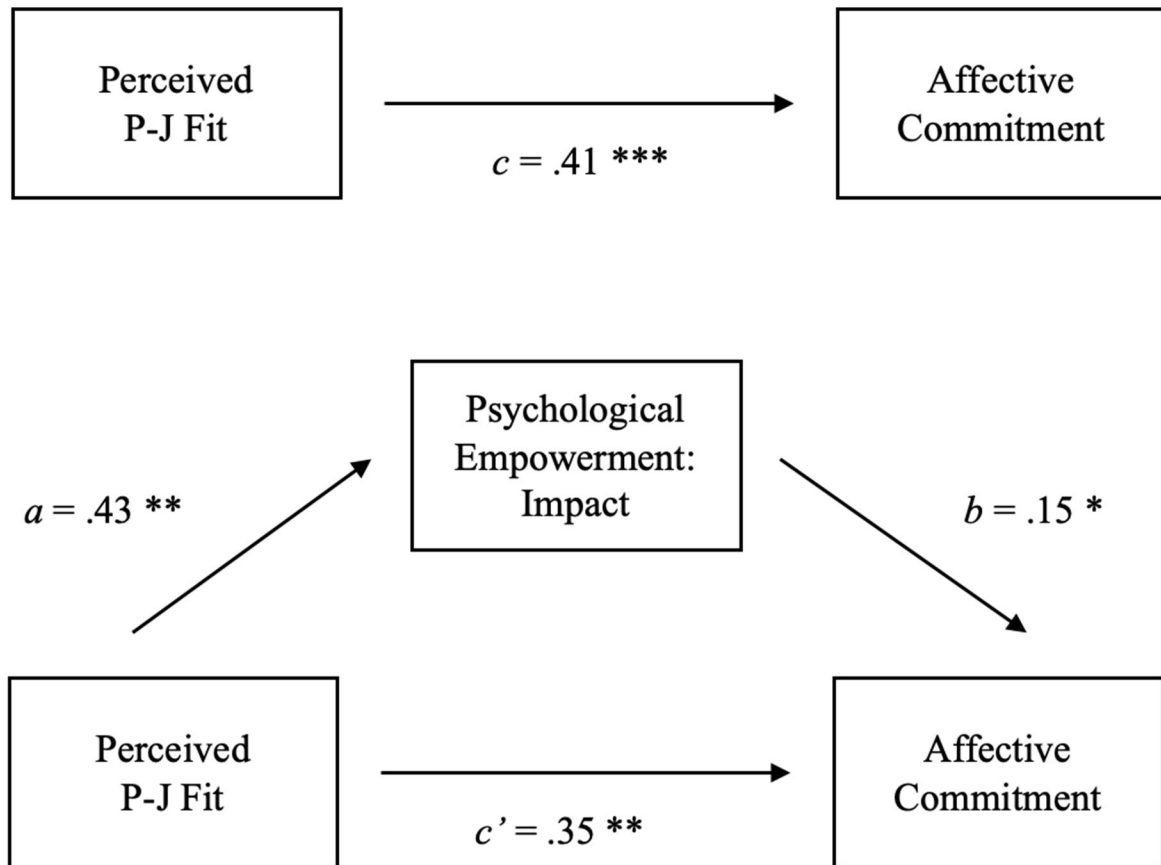 Perceived
P-J Fit
Affective
Commitment
c = .41 ***
Psychological
Empowerment:
Impact
a = .43 **
b = .15 *
Perceived
P-J Fit
Affective
Commitment
c’ = .35 **